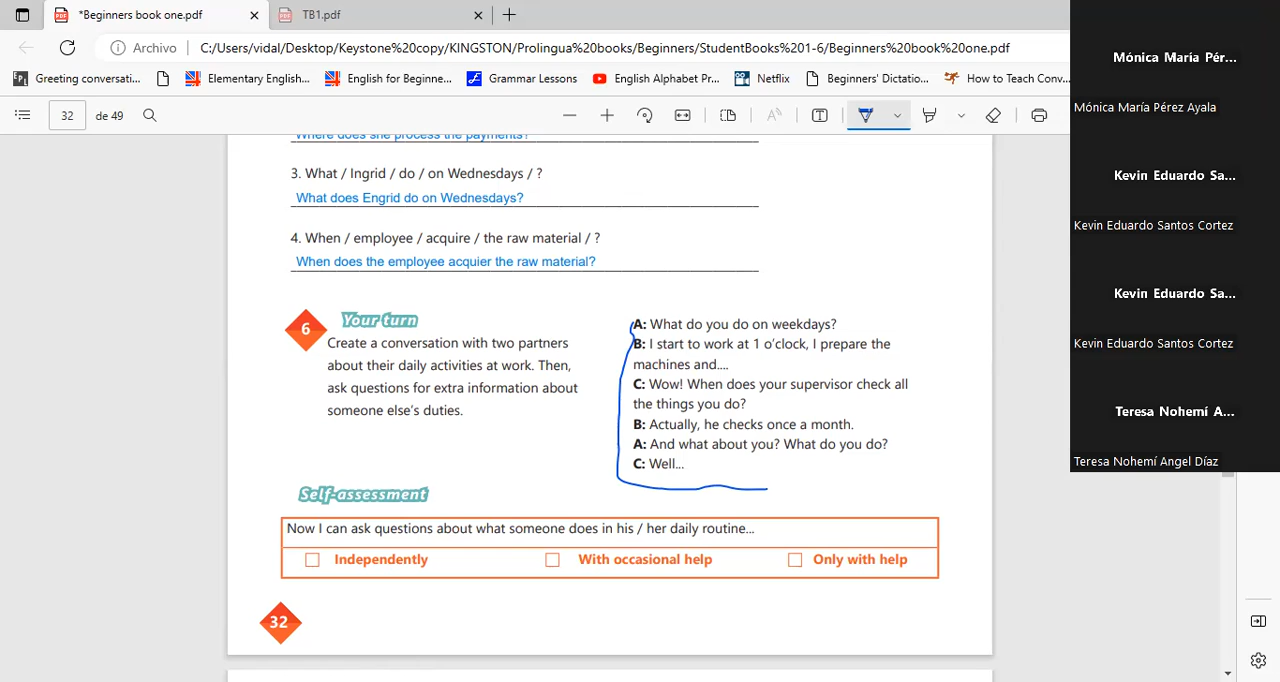 *Beginners book one.pdf
TB1.pdf
Archivo
C:/Users/vidal/Desktop/Keystone%20copy/KINGSTON/Prolingua%20books/Beginners/StudentBooks%201-6/Beginners%20book%20one.pdf
Greeting conversati...
Elementary English...
English for Beginne...
Grammar Lessons
English Alphabet Pr...
Netflix
Beginners' Dictatio...
How to Teach Conv...
32
de 49
Where does she process the payments?
3. What / Ingrid / do / on Wednesdays / ?
What does Engrid do on Wednesdays?
4. When / employee / acquire / the raw material / ?
When does the employee acquier the raw material?
6
Your turn
Create a conversation with two partners
about their daily activities at work. Then,
ask questions for extra information about
someone else's duties.
A: What do you do on weekdays?
B: I start to work at 1 o'clock, I prepare the
machines and....
C: Wow! When does your supervisor check all
the things you do?
B: Actually, he checks once a month.
A: And what about you? What do you do?
C: Well...
Self-assessment
Now I can ask questions about what someone does in his / her daily routine...
Independently
With occasional help
Only with help
32
Mónica María Pér...
Mónica María Pérez Ayala
Kevin Eduardo Sa...
Kevin Eduardo Santos Cortez
Kevin Eduardo Sa...
Kevin Eduardo Santos Cortez
Teresa Nohemí A...
Teresa Nohemí Angel Díaz